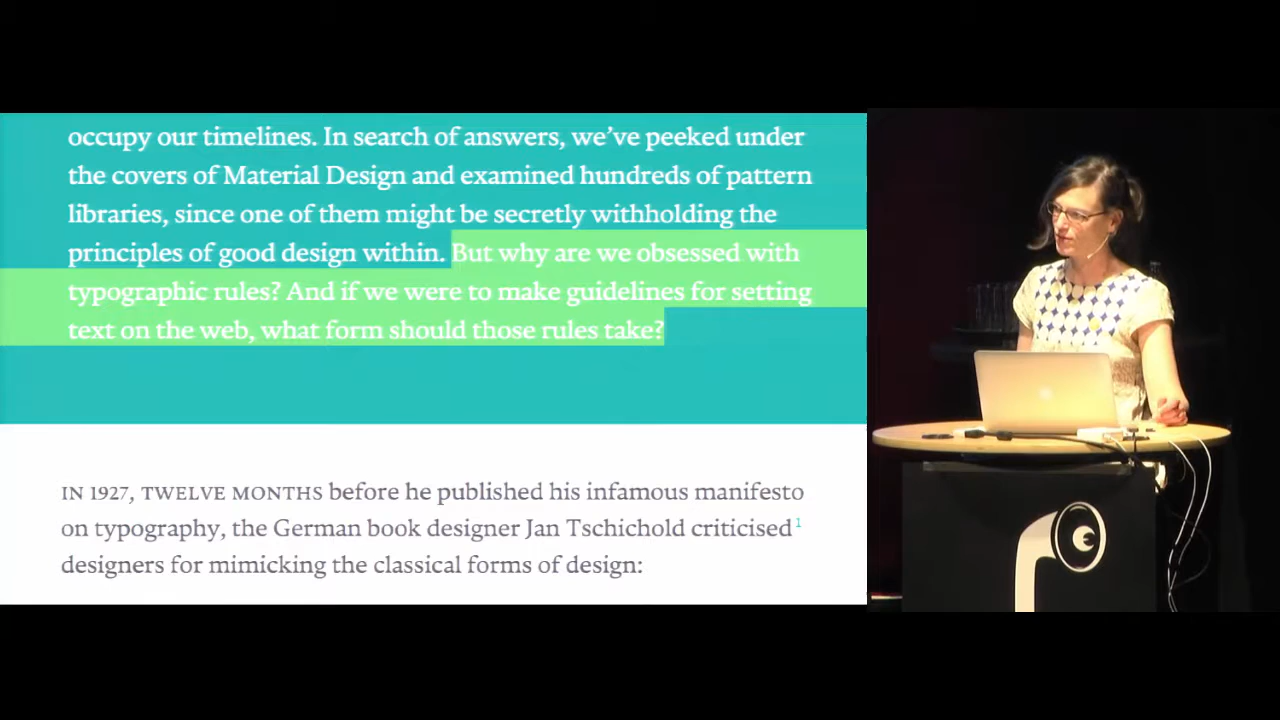 occupy our timelines. In search of answers, we’ve peeked under
the covers of Material Design and examined hundreds of pattern
libraries, since one of them might be secretly withholding the
principles of good design within. But why are we obsessed with
typographic rules? And if we were to make guidelines for setting
text on the web, what form should those rules take?
IN 1927, TWELVE MONTHS before he published his infamous manifesto
on typography, the German book designer Jan Tschichold criticised 1
designers for mimicking the classical forms of design: